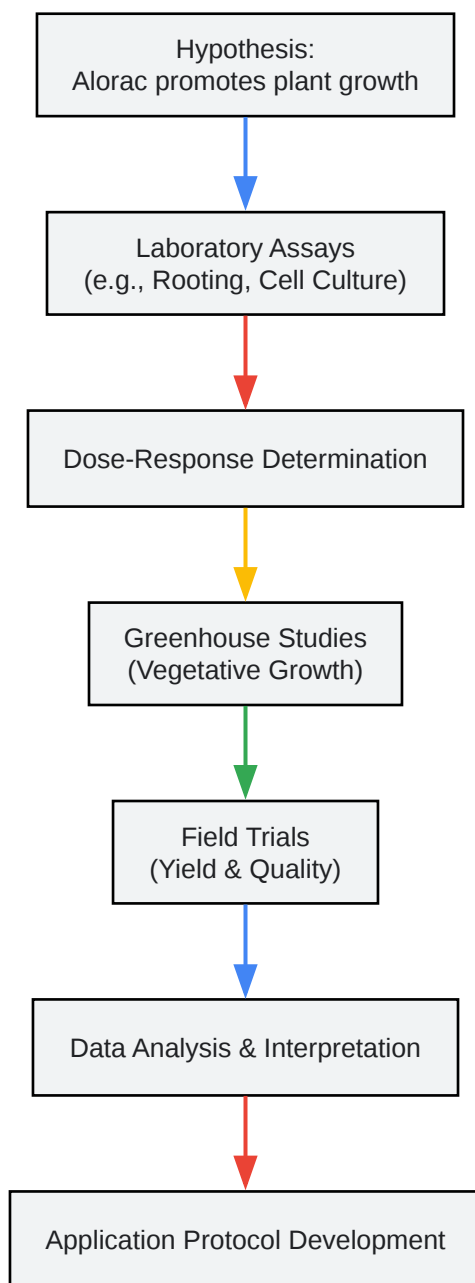 Hypothesis:
Alorac promotes plant growth
Laboratory Assays
(e.g., Rooting, Cell Culture)
Dose-Response Determination
Greenhouse Studies
(Vegetative Growth)
Field Trials
(Yield & Quality)
Data Analysis & Interpretation
Application Protocol Development